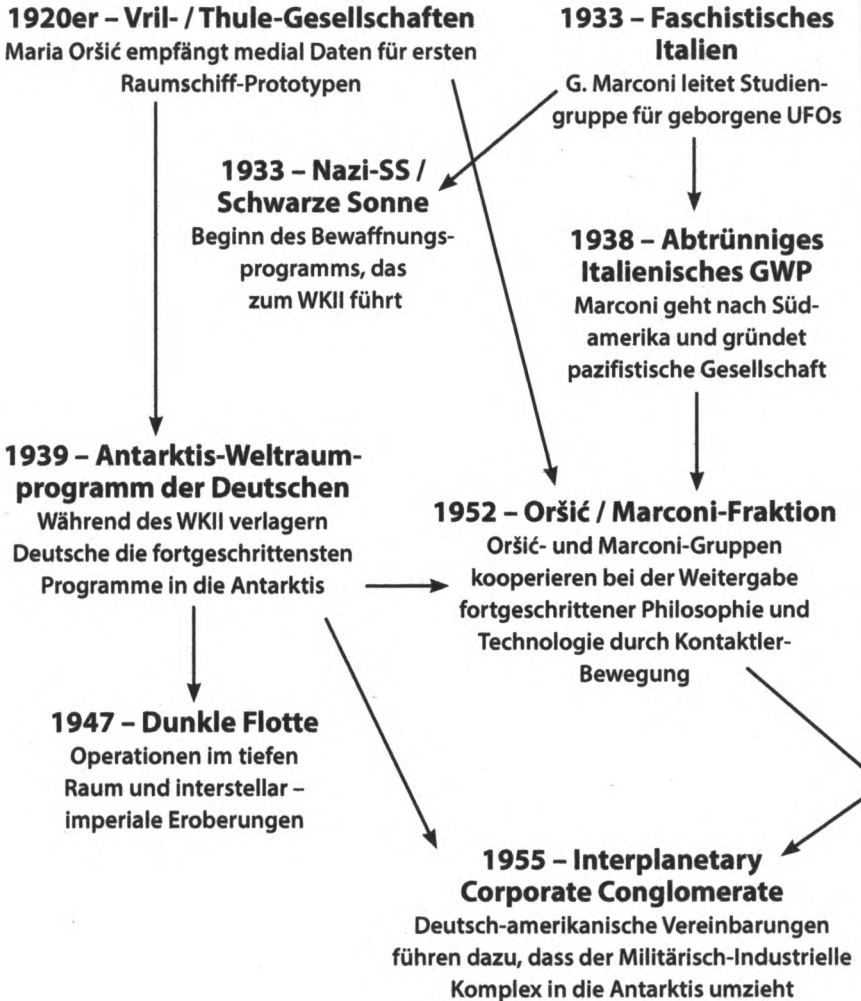 1920er – Vril- / Thule-Gesellschaften
Maria Oršić empfängt medial Daten für ersten
Raumschiff-Prototypen
1933 – Faschistisches
Italien
G. Marconi leitet Studien-
gruppe für geborgene UFOs
1933 – Nazi-SS /
Schwarze Sonne
Beginn des Bewaffnungs-
programms, das
zum WKII führt
1938 – Abtrünniges
Italienisches GWP
Marconi geht nach Süd-
amerika und gründet
pazifistische Gesellschaft
1939 – Antarktis-Weltraum-
programm der Deutschen
Während des WKII verlagern
Deutsche die fortgeschrittensten
Programme in die Antarktis
1952 – Oršić / Marconi-Fraktion
Oršić- und Marconi-Gruppen
kooperieren bei der Weitergabe
fortgeschrittener Philosophie und
Technologie durch Kontaktler-
Bewegung
1947 – Dunkle Flotte
Operationen im tiefen
Raum und interstellar –
imperiale Eroberungen
1955 – Interplanetary
Corporate Conglomerate
Deutsch-amerikanische Vereinbarungen
führen dazu, dass der Militärisch-Industrielle
Komplex in die Antarktis umzieht